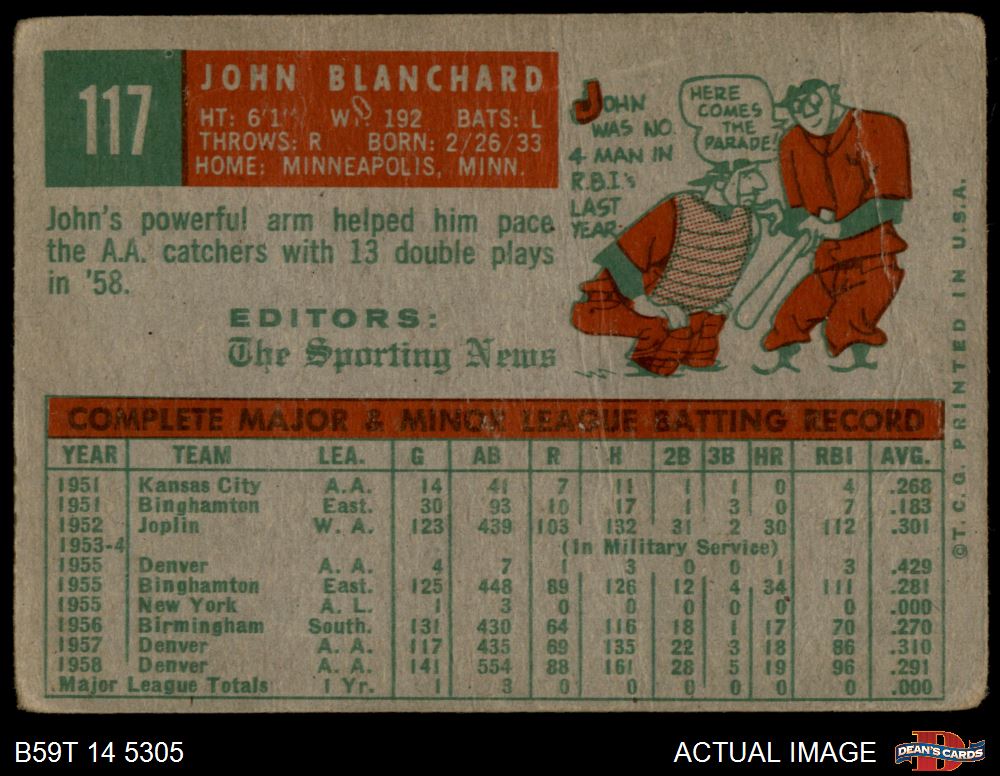 117
JOHN BLANCHARD
HT: 6'1" WT: 192 BATS: L
THROWS: R BORN: 2/26/33
HOME: MINNEAPOLIS, MINN.
John's powerful arm helped him pace
the A.A. catchers with 13 double plays
in '58.
EDITORS:
The Sporting News
JOHN
WAS NO.
4 MAN IN
R.B.I.'s
LAST
YEAR
HERE
COMES
THE
PARADE!
COMPLETE MAJOR & MINOR LEAGUE BATTING RECORD
YEAR TEAM LEA. G AB R H 2B 3B HR RBI AVG.
1951 Kansas City A.A. 14 41 7 11 1 1 0 4 .268
1951 Binghamton East. 30 93 10 17 1 3 0 7 .183
1952 Joplin W. A. 123 439 103 132 31 2 30 112 .301
1953-4 (In Military Service)
1955 Denver A. A. 4 7 1 3 0 0 1 3 .429
1955 Binghamton East. 125 448 89 126 12 4 34 111 .281
1955 New York A. L. 1 3 0 0 0 0 0 0 .000
1956 Birmingham South. 131 430 64 116 18 1 17 70 .270
1957 Denver A. A. 117 435 69 135 22 3 18 86 .310
1958 Denver A. A. 141 554 88 161 28 5 19 96 .291
Major League Totals 1 Yr. 1 3 0 0 0 0 0 0 .000
©T. C. G. PRINTED IN U.S.A.
B59T 14 5305
ACTUAL IMAGE
D
DEAN'S CARDS